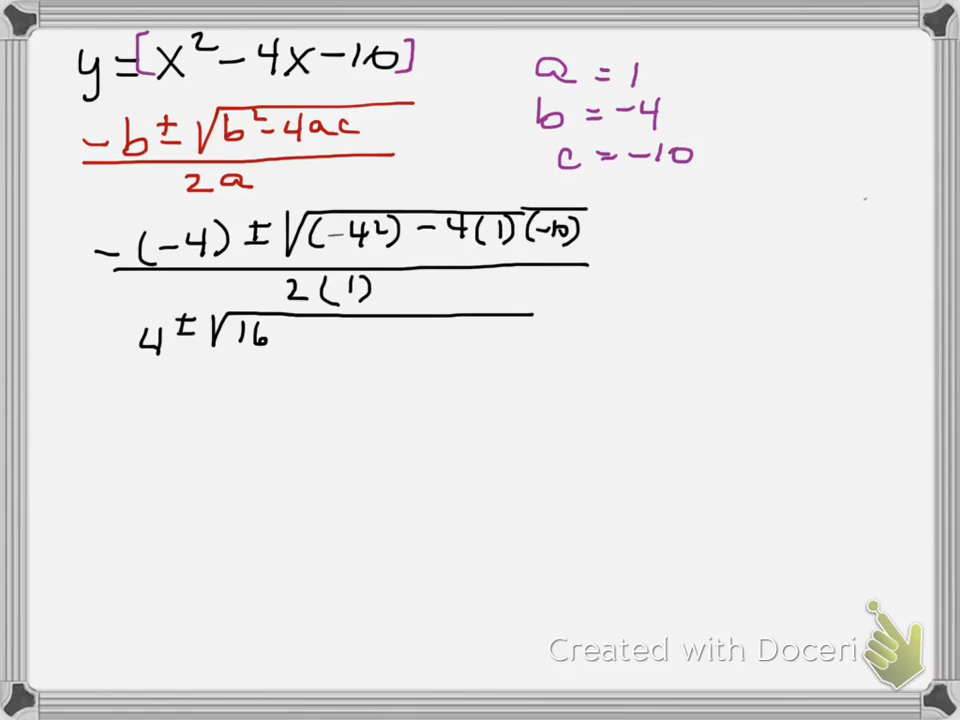 y = [x² - 4x - 10]
a = 1
-b ± √b² - 4ac
b = -4
2a
c = -10
-(-4) ± √(-4²) - 4(1)(-10)
2(1)
4 ± √16
Created with Doceri